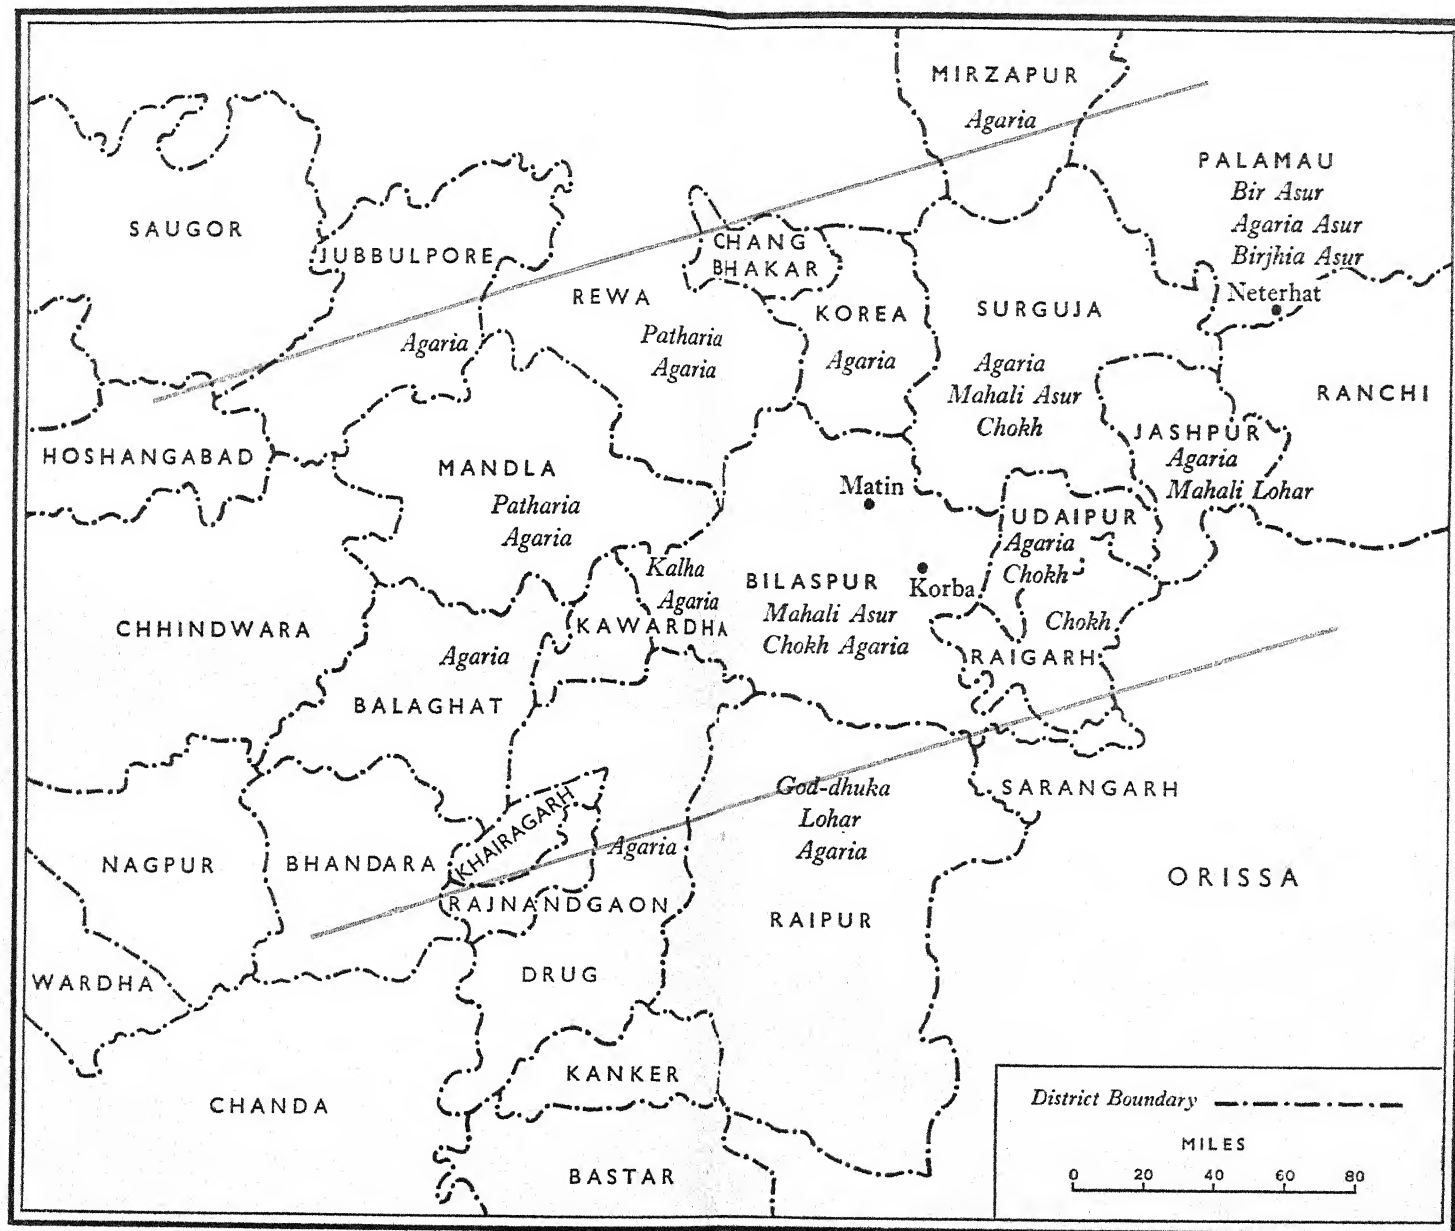 MIRZAPUR
Agaria
PALAMAU
Bir Asur
Agaria Asur
Birjhia Asur
Neterhat
SAUGOR
JUBBULPORE
Agaria
CHANG
BHAKAR
REWA
Patharia
Agaria
KOREA
Agaria
SURGUJA
Agaria
Mahali Asur
Chokh
RANCHI
JASHPUR
Agaria
Mahali Lohar
HOSHANGABAD
MANDLA
Patharia
Agaria
Matin
UDAIPUR
Agaria
Chokh
Kalha
Agaria
KAWARDHA
BILASPUR
Mahali Asur
Chokh Agaria
Korba
Chokh
RAIGARH
CHHINDWARA
Agaria
BALAGHAT
SARANGARH
God-dhuka
Lohar
Agaria
RAIPUR
ORISSA
NAGPUR
BHANDARA
KHAIRAGARH
Agaria
RAJNANDGAON
WARDHA
DRUG
KANKER
CHANDA
BASTAR
District Boundary
MILES
0 20 40 60 80